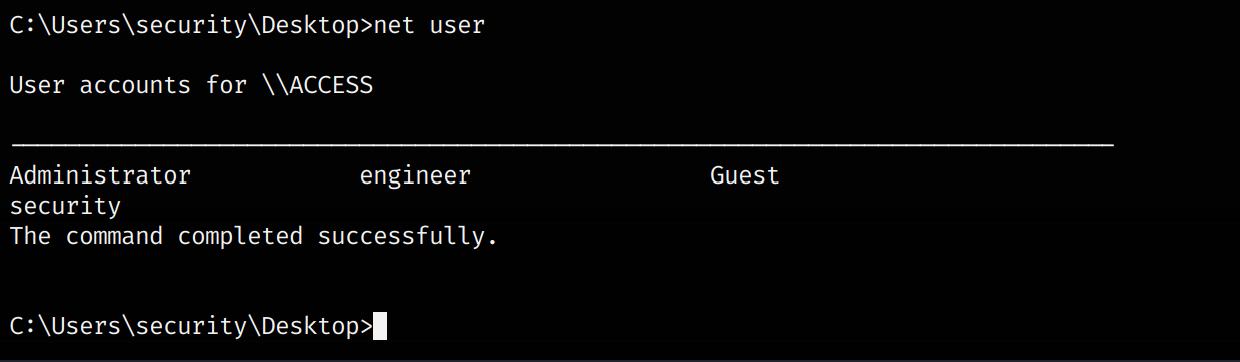 C:\Users\security\Desktop>net user
User accounts for \\ACCESS
-------------------------------------------------------------------------------
Administrator            engineer                 Guest
security
The command completed successfully.
C:\Users\security\Desktop>